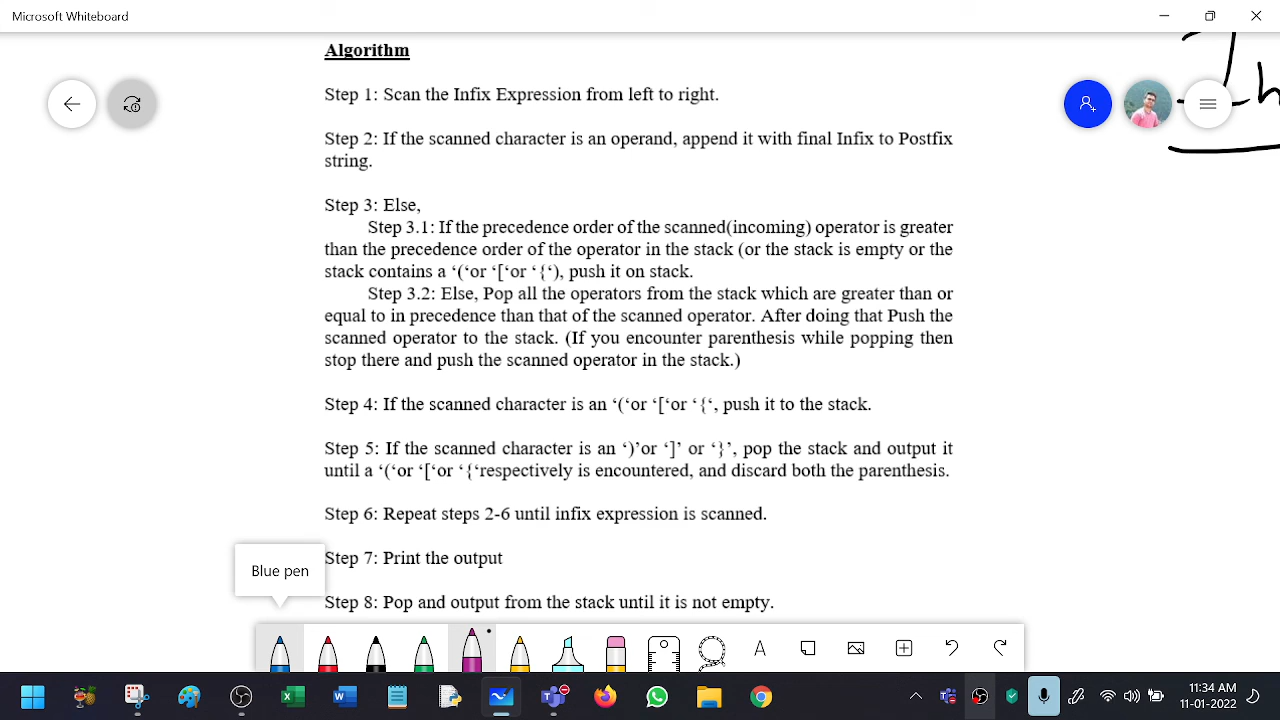 Microsoft Whiteboard
Algorithm
Step 1: Scan the Infix Expression from left to right.
Step 2: If the scanned character is an operand, append it with final Infix to Postfix
string.
Step 3: Else,
Step 3.1: If the precedence order of the scanned(incoming) operator is greater
than the precedence order of the operator in the stack (or the stack is empty or the
stack contains a ‘(‘or ‘[‘or ‘{‘), push it on stack.
Step 3.2: Else, Pop all the operators from the stack which are greater than or
equal to in precedence than that of the scanned operator. After doing that Push the
scanned operator to the stack. (If you encounter parenthesis while popping then
stop there and push the scanned operator in the stack.)
Step 4: If the scanned character is an ‘(‘or ‘[‘or ‘{‘, push it to the stack.
Step 5: If the scanned character is an ‘)’or ‘]’ or ‘}’, pop the stack and output it
until a ‘(‘or ‘[‘or ‘{‘respectively is encountered, and discard both the parenthesis.
Step 6: Repeat steps 2-6 until infix expression is scanned.
Step 7: Print the output
Blue pen
Step 8: Pop and output from the stack until it is not empty.
11:34 AM
11-01-2022